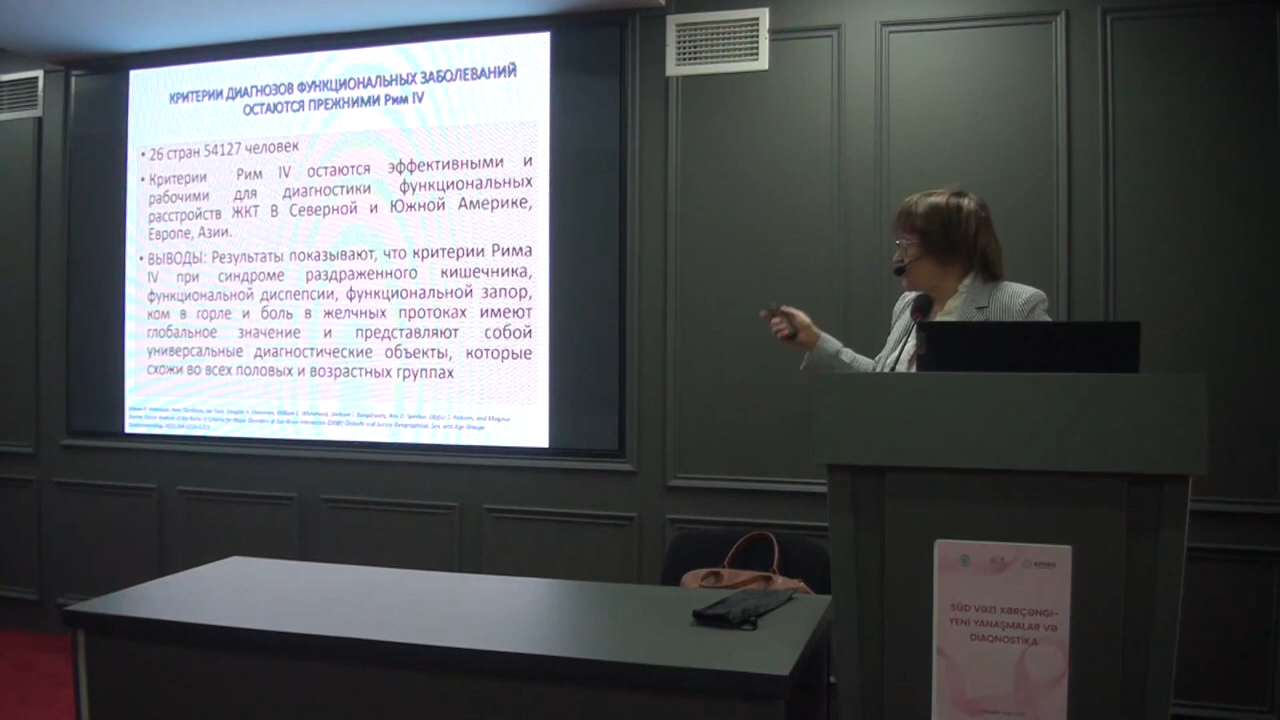 КРИТЕРИИ ДИАГНОЗОВ ФУНКЦИОНАЛЬНЫХ ЗАБОЛЕВАНИЙ
ОСТАЮТСЯ ПРЕЖНИМИ Рим IV
• 26 стран 54127 человек
• Критерии Рим IV остаются эффективными и
рабочими для диагностики функциональных
расстройств ЖКТ В Северной и Южной Америке,
Европе, Азии.
• ВЫВОДЫ: Результаты показывают, что критерии Рима
IV при синдроме раздраженного кишечника,
функциональной диспепсии, функциональной запор,
ком в горле и боль в желчных протоках имеют
глобальное значение и представляют собой
универсальные диагностические объекты, которые
схожи во всех половых и возрастных группах
SÜD VƏZİ XƏRÇƏNGİ-
YENİ YANAŞMALAR VƏ
DİAQNOSTİKA